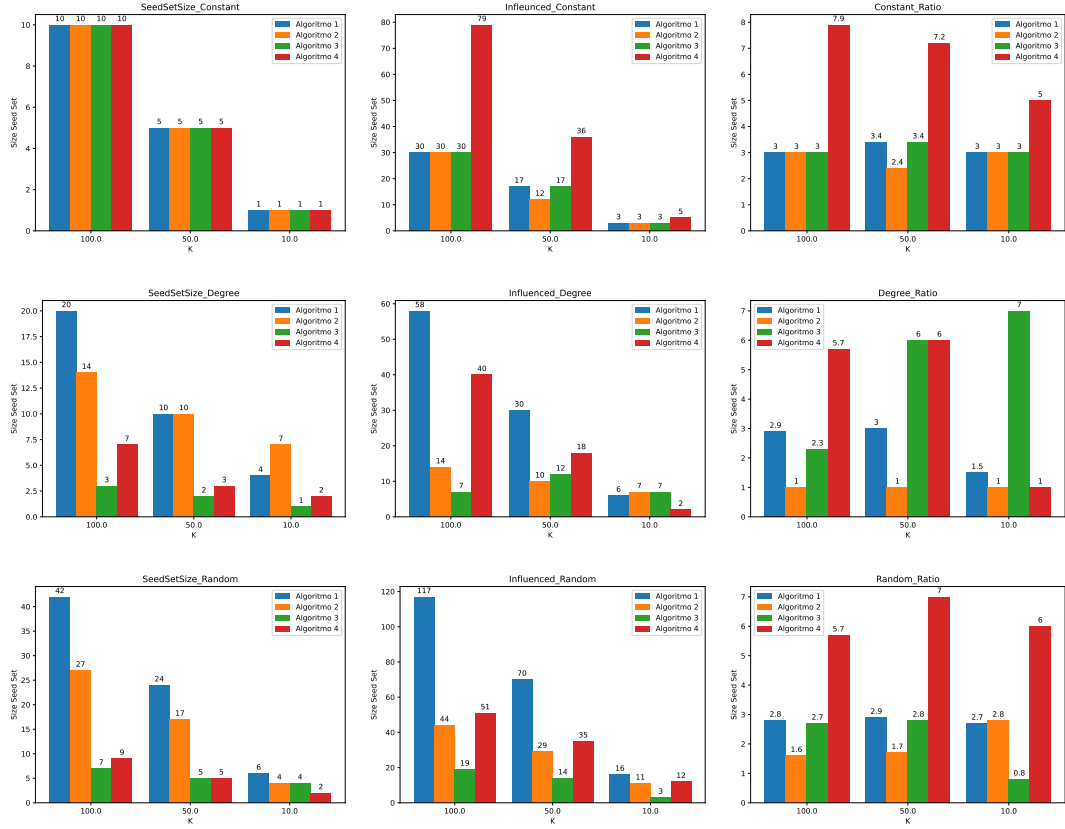 SeedSetSize_Constant
10 10 10 10
5 5 5 5
1 1 1 1
Algoritmo 1
Algoritmo 2
Algoritmo 3
Algoritmo 4
Size Seed Set
10
8
6
4
2
0
100.0 50.0 10.0
K
Infleunced_Constant
30 30 30 79
17 12 17 36
3 3 3 5
Algoritmo 1
Algoritmo 2
Algoritmo 3
Algoritmo 4
Size Seed Set
80
70
60
50
40
30
20
10
0
100.0 50.0 10.0
K
Constant_Ratio
3 3 3 7.9
3.4 2.4 3.4 7.2
3 3 3 5
Algoritmo 1
Algoritmo 2
Algoritmo 3
Algoritmo 4
Size Seed Set
8
7
6
5
4
3
2
1
0
100.0 50.0 10.0
K
SeedSetSize_Degree
20 14 3 7
10 10 2 3
4 7 1 2
Algoritmo 1
Algoritmo 2
Algoritmo 3
Algoritmo 4
Size Seed Set
20.0
17.5
15.0
12.5
10.0
7.5
5.0
2.5
0.0
100.0 50.0 10.0
K
Influenced_Degree
58 14 7 40
30 10 12 18
6 7 7 2
Algoritmo 1
Algoritmo 2
Algoritmo 3
Algoritmo 4
Size Seed Set
60
50
40
30
20
10
0
100.0 50.0 10.0
K
Degree_Ratio
Algoritmo 1
Algoritmo 2
Algoritmo 3
Algoritmo 4
2.9 1 2.3 5.7
3 1 6 6
1.5 1 7 1
Size Seed Set
7
6
5
4
3
2
1
0
100.0 50.0 10.0
K
SeedSetSize_Random
42 27 7 9
24 17 5 5
6 4 4 2
Algoritmo 1
Algoritmo 2
Algoritmo 3
Algoritmo 4
Size Seed Set
40
35
30
25
20
15
10
5
0
100.0 50.0 10.0
K
Influenced_Random
117 44 19 51
70 29 14 35
16 11 3 12
Algoritmo 1
Algoritmo 2
Algoritmo 3
Algoritmo 4
Size Seed Set
120
100
80
60
40
20
0
100.0 50.0 10.0
K
Random_Ratio
Algoritmo 1
Algoritmo 2
Algoritmo 3
Algoritmo 4
2.8 1.6 2.7 5.7
2.9 1.7 2.8 7
2.7 2.8 0.8 6
Size Seed Set
7
6
5
4
3
2
1
0
100.0 50.0 10.0
K